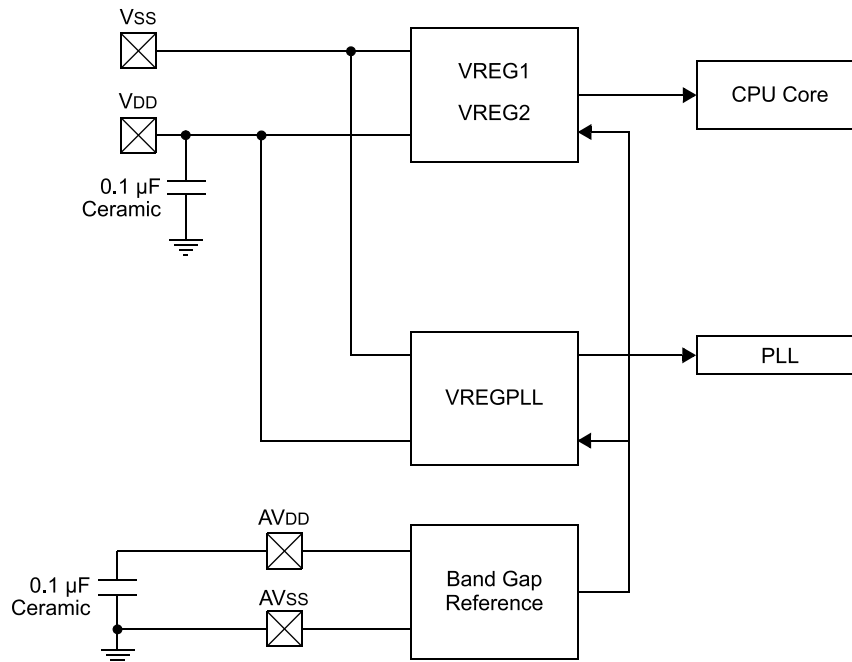 VSS
VREG1
VREG2
CPU Core
VDD
0.1 µF
Ceramic
VREGPLL
PLL
AVDD
Band Gap
Reference
0.1 µF
Ceramic
AVSS